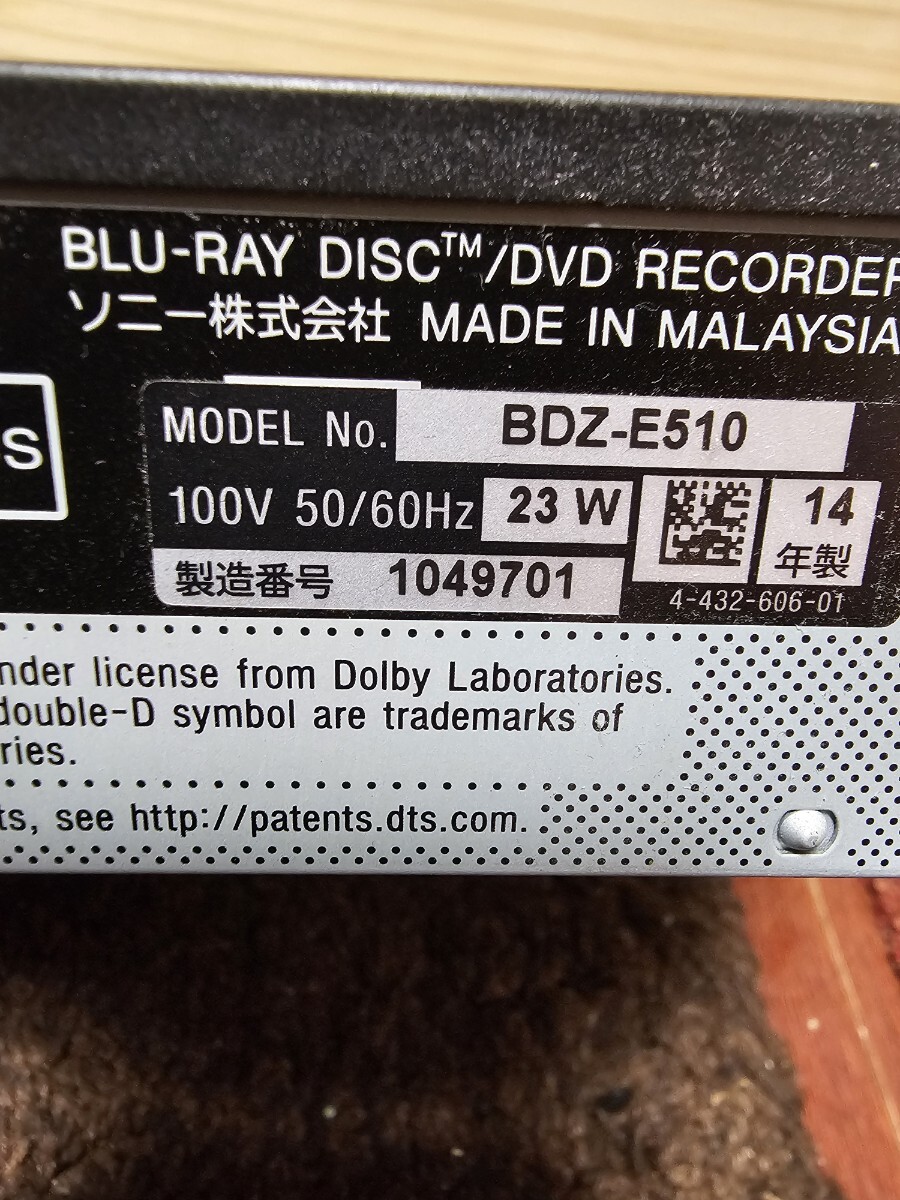 BLU-RAY DISC™/DVD RECORDER
ソニー株式会社 MADE IN MALAYSIA
S
MODEL No. BDZ-E510
100V 50/60Hz 23 W 14
年製
製造番号 1049701
4-432-606-01
nder license from Dolby Laboratories.
double-D symbol are trademarks of
ries.
ts, see http://patents.dts.com.